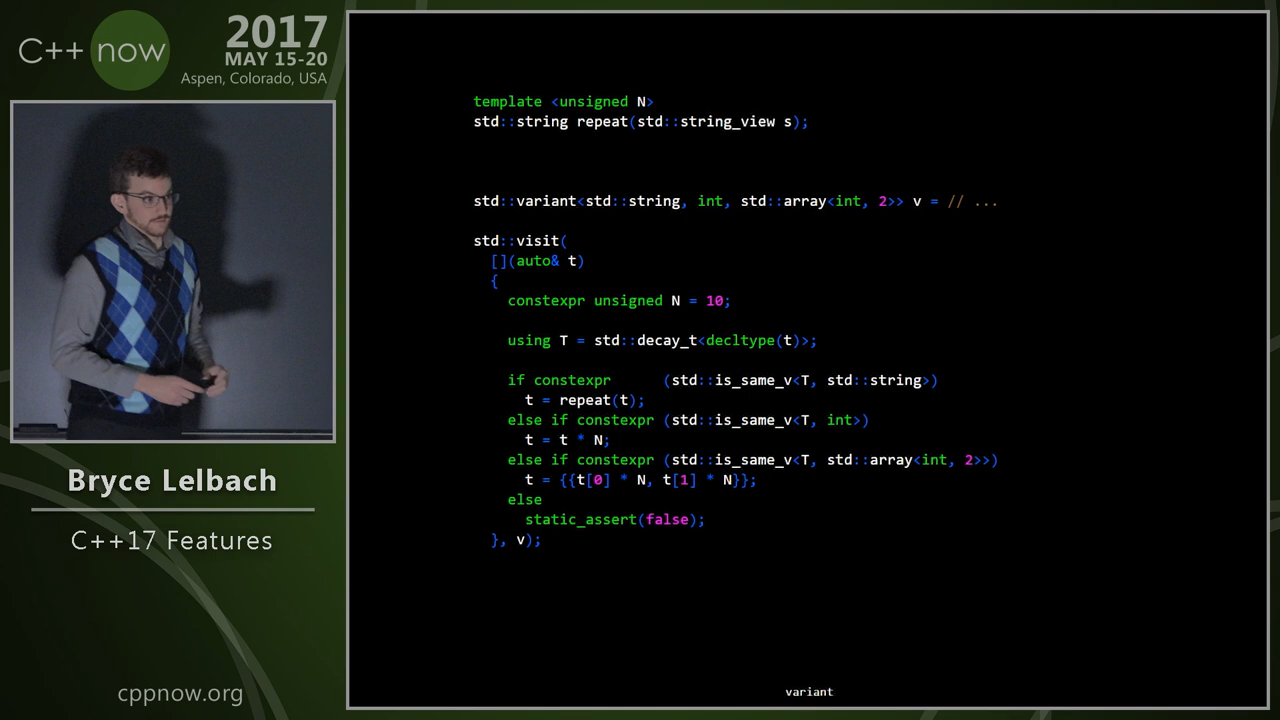 C++ now
2017
MAY 15-20
Aspen, Colorado, USA
template <unsigned N>
std::string repeat(std::string_view s);
std::variant<std::string, int, std::array<int, 2>> v = // ...
std::visit(
[](auto& t)
{
constexpr unsigned N = 10;
using T = std::decay_t<decltype(t)>;
if constexpr (std::is_same_v<T, std::string>)
t = repeat(t);
else if constexpr (std::is_same_v<T, int>)
t = t * N;
else if constexpr (std::is_same_v<T, std::array<int, 2>>)
t = {{t[0] * N, t[1] * N}};
else
static_assert(false);
}, v);
variant
Bryce Lelbach
C++17 Features
cppnow.org